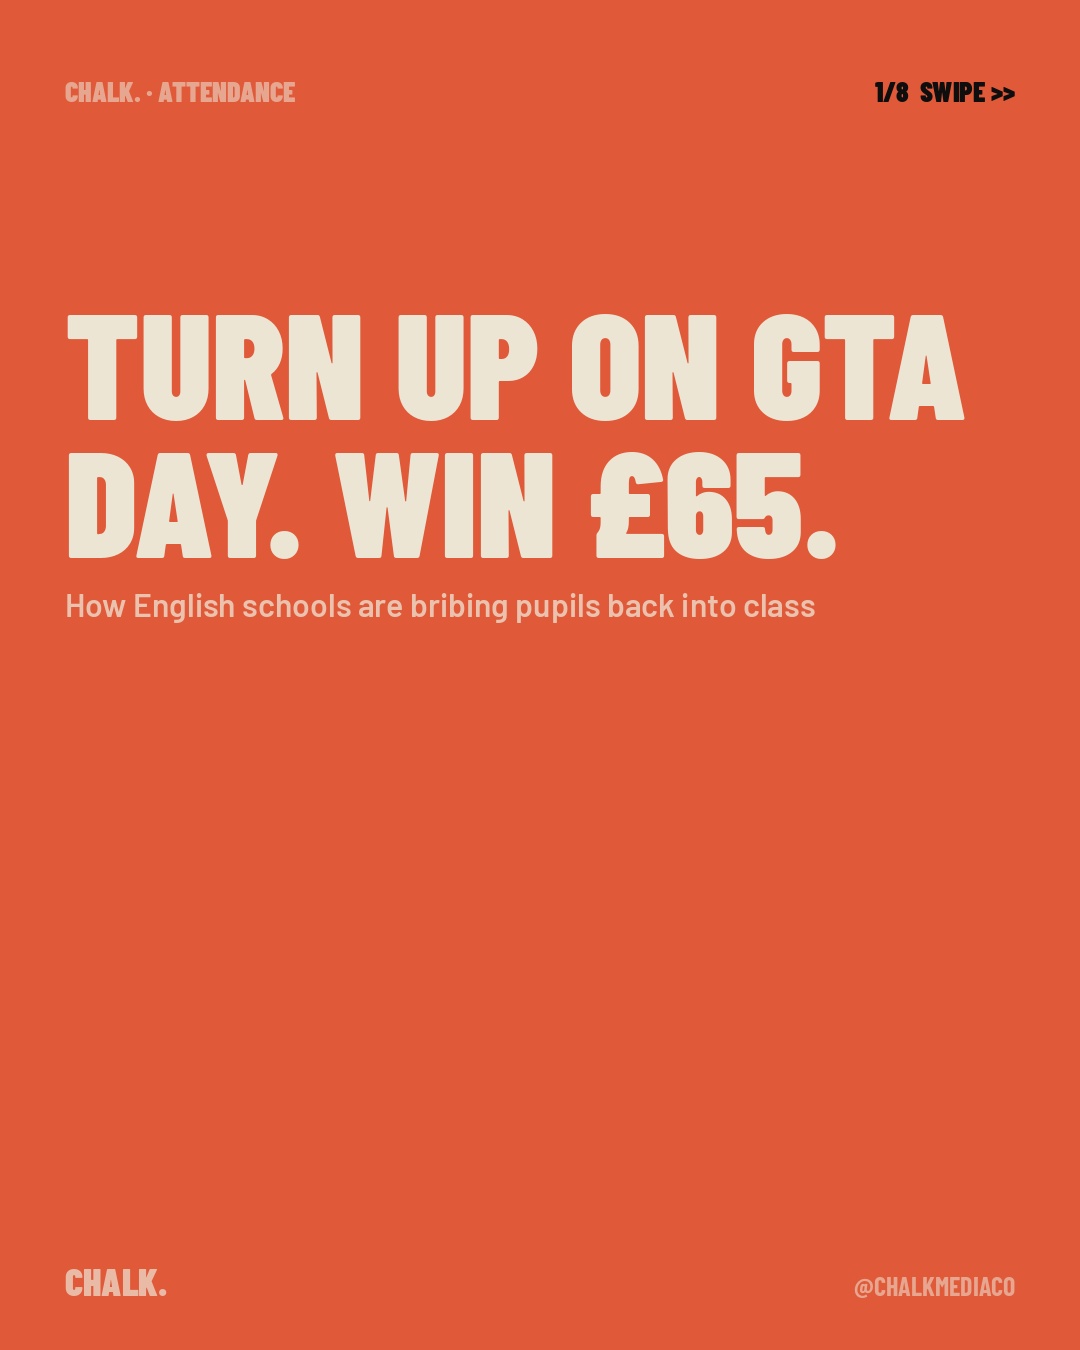 CHALK. · ATTENDANCE
1/8 SWIPE >>
TURN UP ON GTA
DAY. WIN £65.
How English schools are bribing pupils back into class
CHALK.
@CHALKMEDIACO